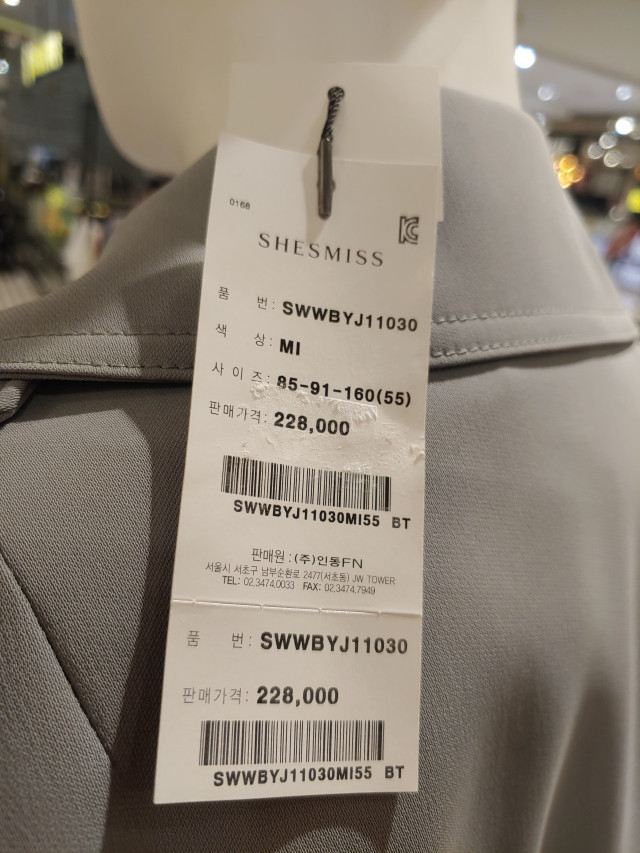 0168
SHESMISS
품 번: SWWBYJ11030
색 상: MI
사 이 즈: 85-91-160(55)
판매가격: 228,000
SWWBYJ11030MI55 BT
판매원 : (주)인동FN
서울시 서초구 남부순환로 2477(서초동) JW TOWER
TEL: 02.3474.0033 FAX: 02.3474.7949
품 번: SWWBYJ11030
판매가격: 228,000
SWWBYJ11030MI55 BT